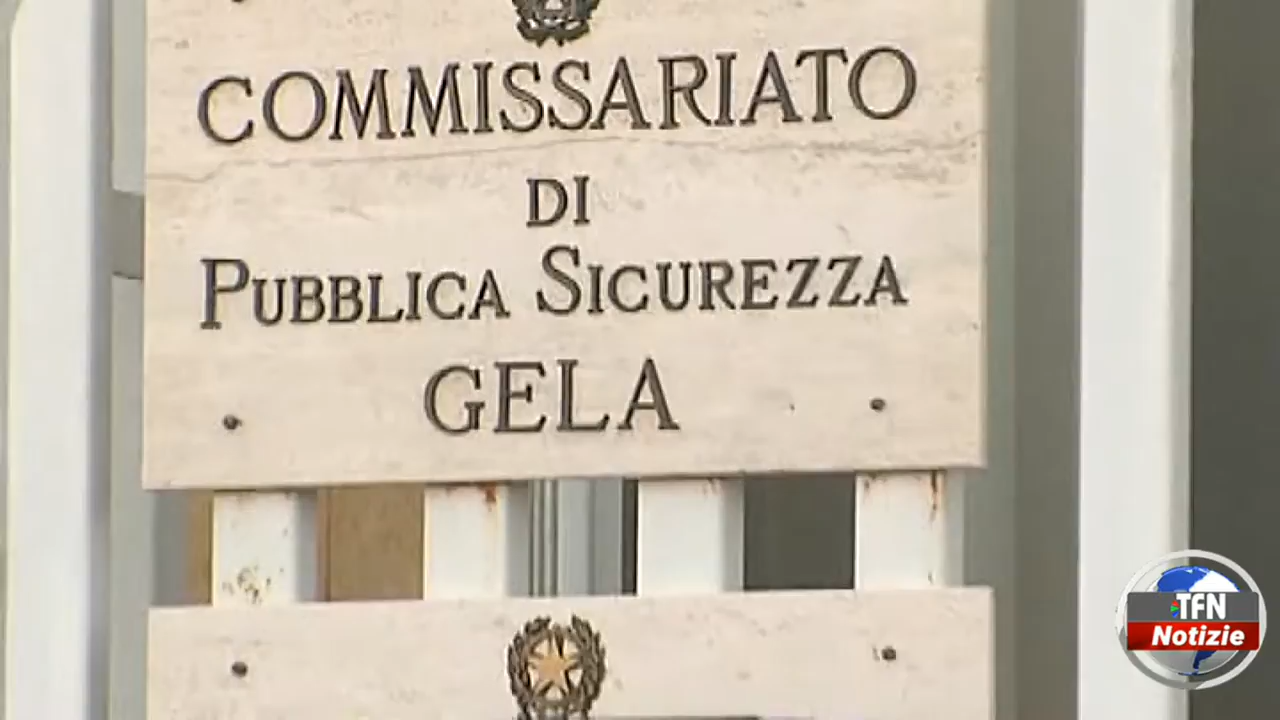 COMMISSARIATO
DI
PUBBLICA SICUREZZA
GELA
TFN
Notizie